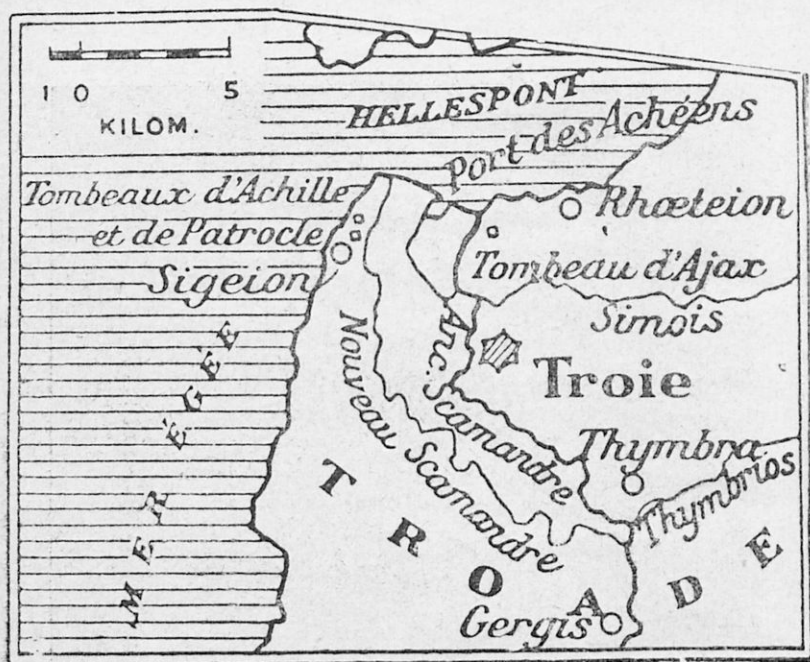 1 0 5
KILOM.
HELLESPONT
Port des Achéens
Tombeaux d'Achille
et de Patrocle
Sigeion
Rhœteion
Tombeau d'Ajax
Simois
Troie
Anc. Scamandre
Nouveau Scamandre
Thymbra
Thymbrios
MER ÉGÉE
TROADE
Gergis